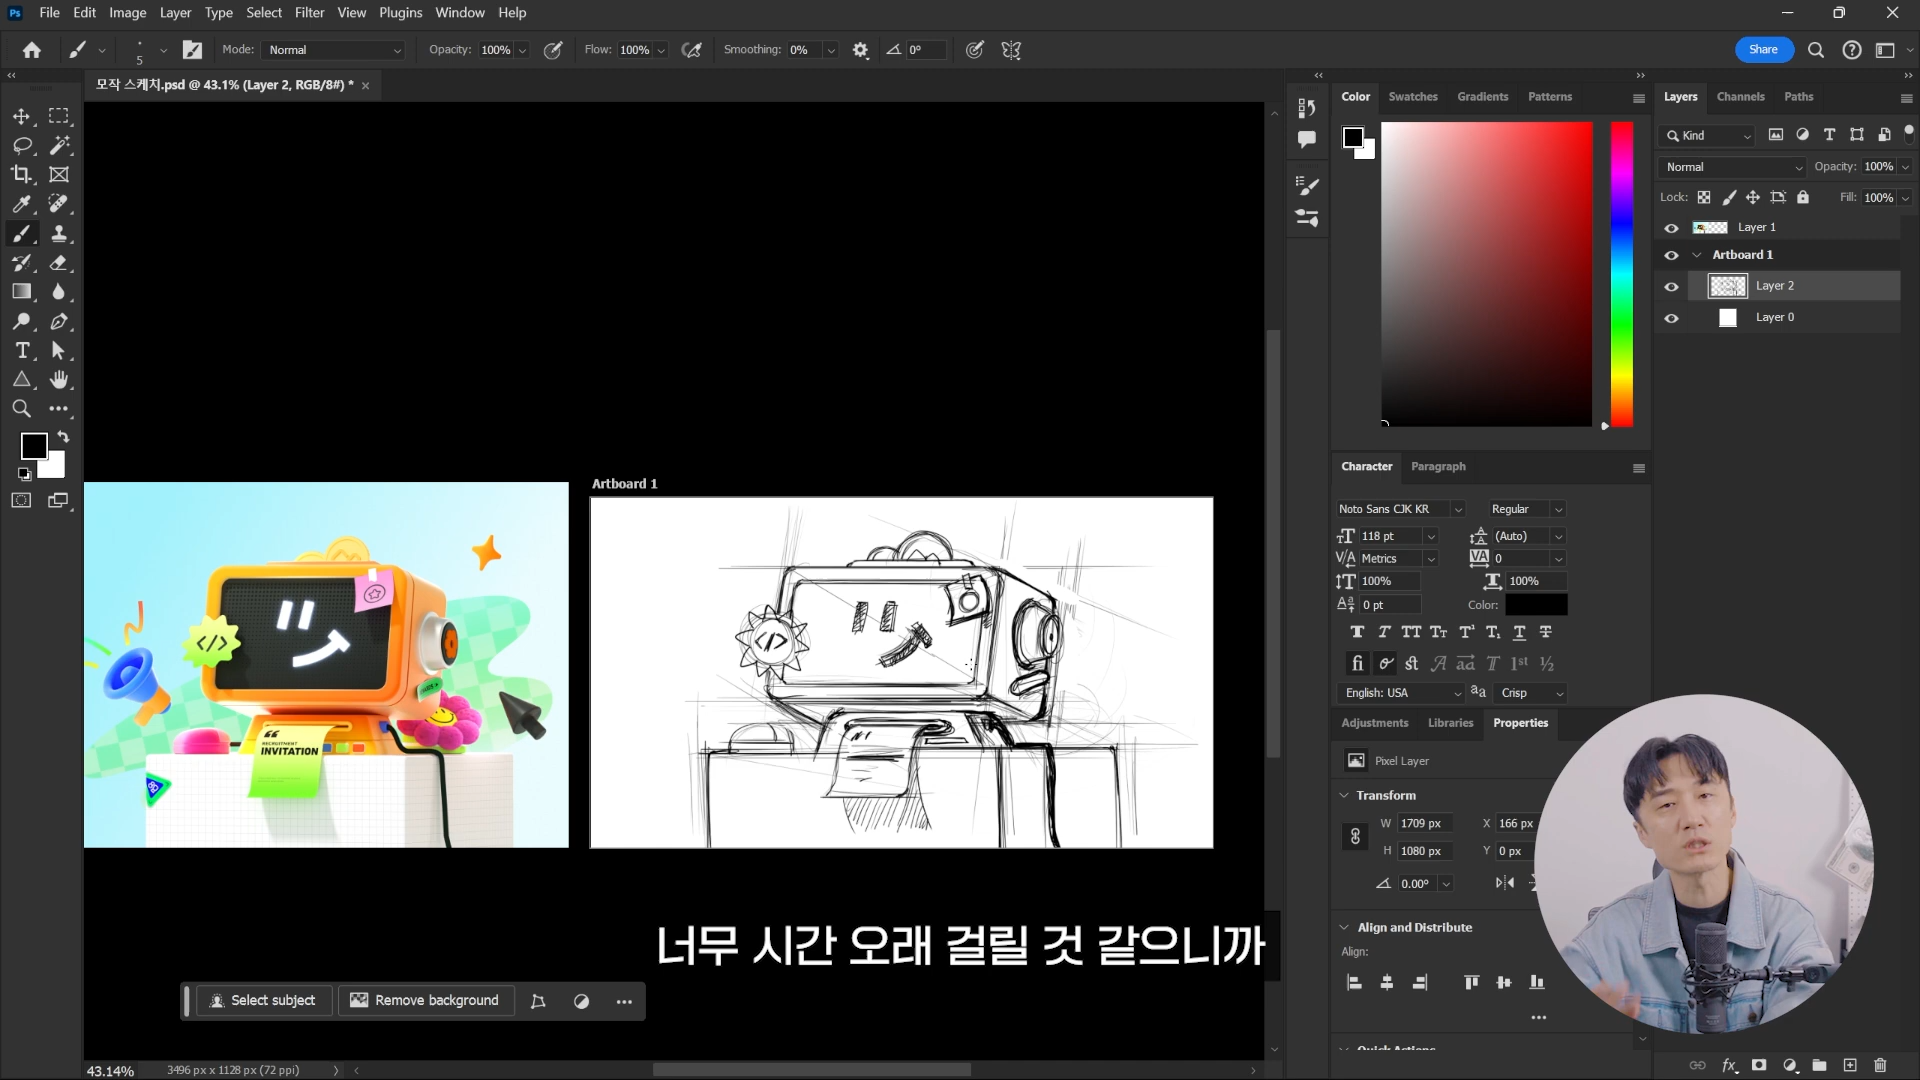 Ps File Edit Image Layer Type Select Filter View Plugins Window Help
5 Mode: Normal Opacity: 100% Flow: 100% Smoothing: 0% 0° Share
모작 스케치.psd @ 43.1% (Layer 2, RGB/8#) *
Color Swatches Gradients Patterns
Layers Channels Paths
Kind
Normal Opacity: 100%
Lock: Fill: 100%
Layer 1
Artboard 1
Layer 2
Layer 0
Artboard 1
</>
RECRUITMENT
INVITATION
</>
Character Paragraph
Noto Sans CJK KR Regular
118 pt (Auto)
Metrics 0
100% 100%
0 pt Color:
English: USA Crisp
Adjustments Libraries Properties
Pixel Layer
Transform
W 1709 px X 166 px
H 1080 px Y 0 px
0.00°
Align and Distribute
Align:
너무 시간 오래 걸릴 것 같으니까
Select subject Remove background
Quick Actions
43.14% 3496 px x 1128 px (72 ppi)